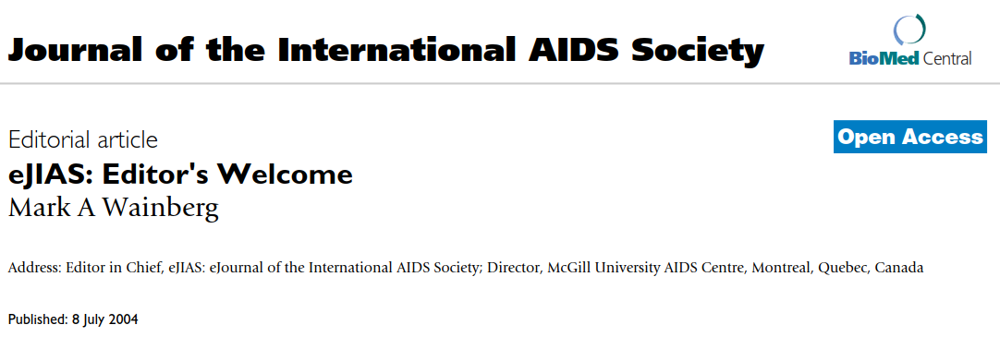 Journal of the International AIDS Society
BioMed Central
Editorial article
Open Access
eJIAS: Editor's Welcome
Mark A Wainberg
Address: Editor in Chief, eJIAS: eJournal of the International AIDS Society; Director, McGill University AIDS Centre, Montreal, Quebec, Canada
Published: 8 July 2004